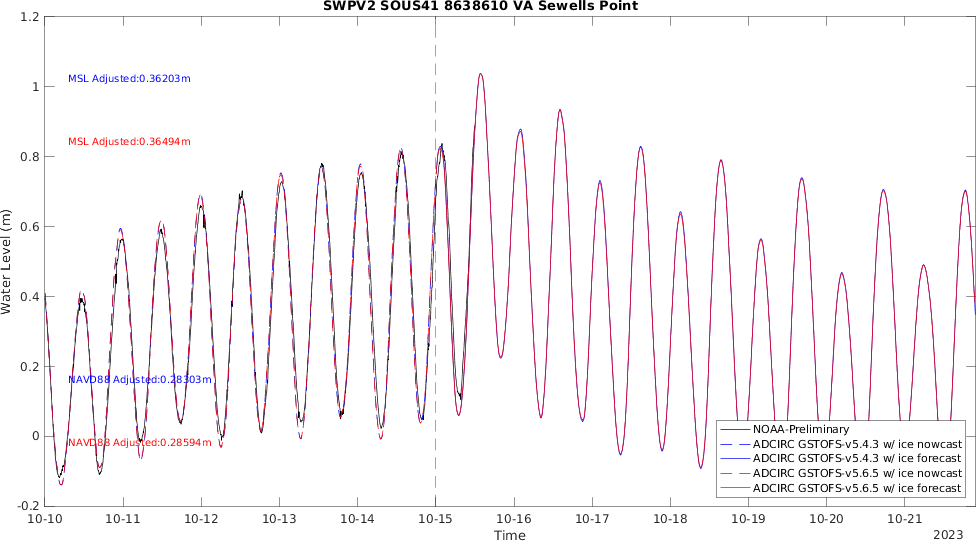 SWPV2 SOUS41 8638610 VA Sewells Point
1.2
1
0.8
0.6
0.4
0.2
0
-0.2
Water Level (m)
MSL Adjusted:0.36203m
MSL Adjusted:0.36494m
NAVD88 Adjusted:0.28303m
NAVD88 Adjusted:0.28594m
NOAA-Preliminary
ADCIRC GSTOFS-v5.4.3 w/ ice nowcast
ADCIRC GSTOFS-v5.4.3 w/ ice forecast
ADCIRC GSTOFS-v5.6.5 w/ ice nowcast
ADCIRC GSTOFS-v5.6.5 w/ ice forecast
10-10 10-11 10-12 10-13 10-14 10-15 10-16 10-17 10-18 10-19 10-20 10-21
Time
2023